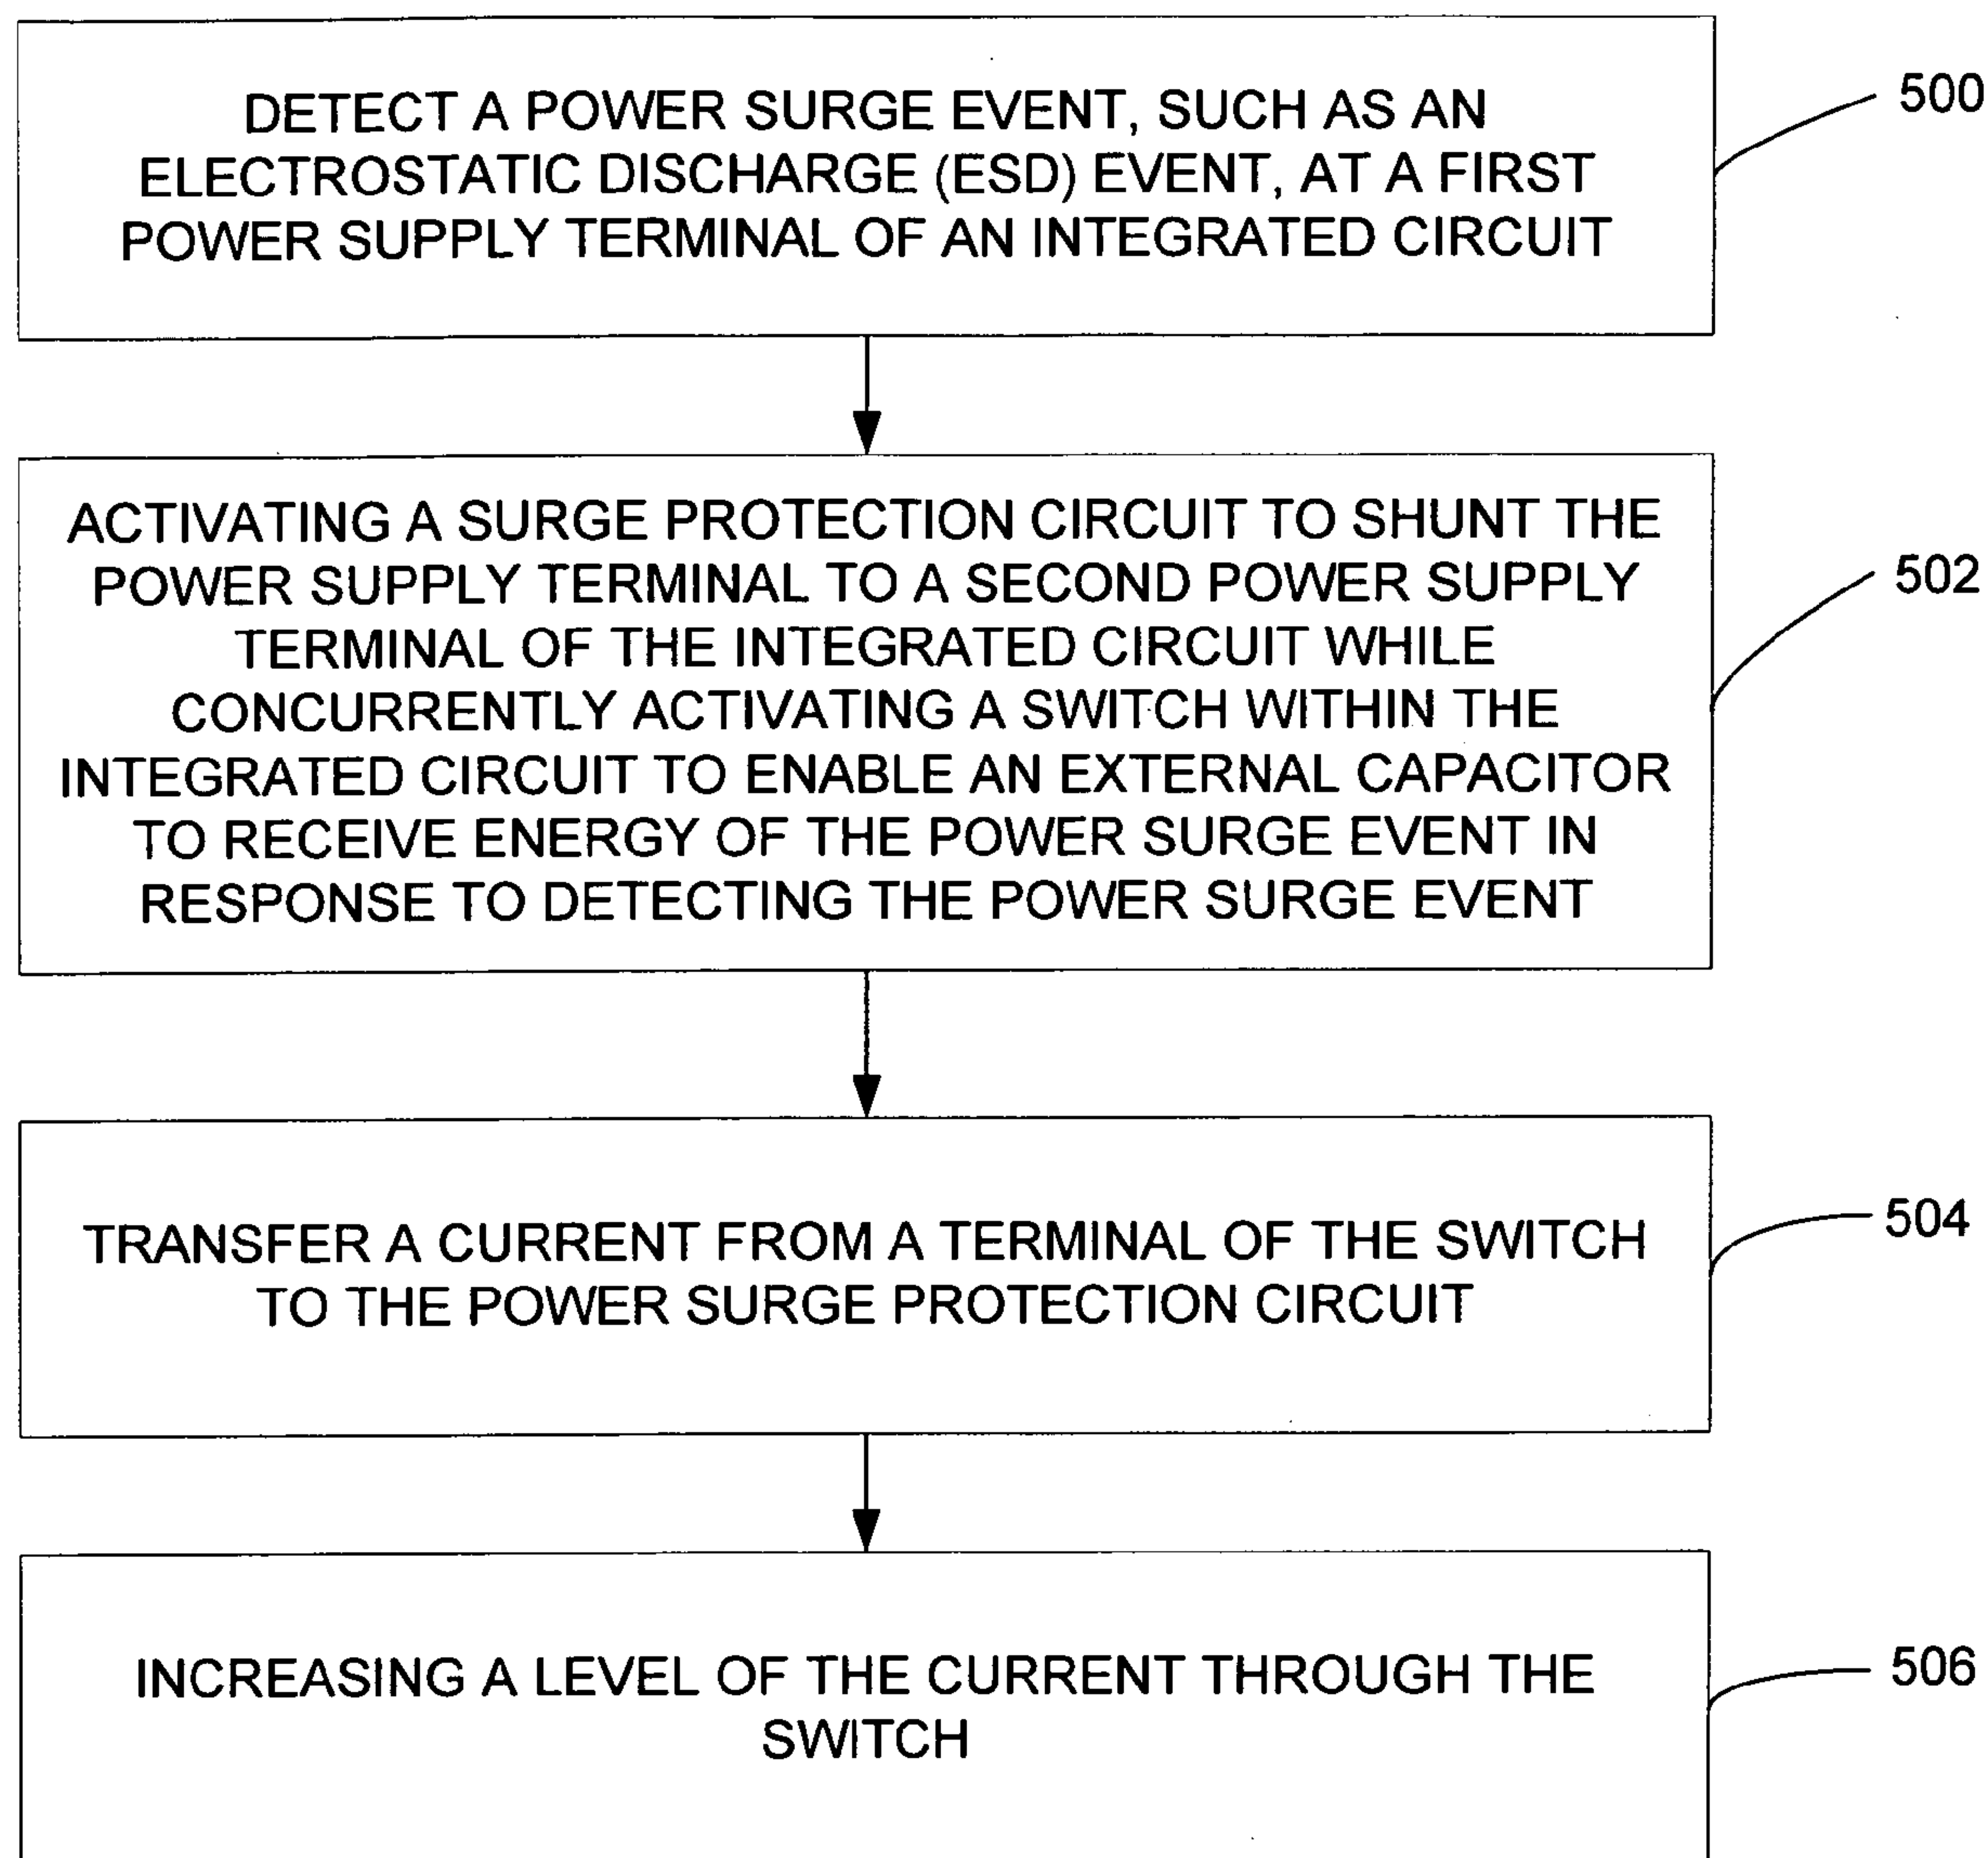 DETECT A POWER SURGE EVENT, SUCH AS AN
ELECTROSTATIC DISCHARGE (ESD) EVENT, AT A FIRST
POWER SUPPLY TERMINAL OF AN INTEGRATED CIRCUIT
500
ACTIVATING A SURGE PROTECTION CIRCUIT TO SHUNT THE
POWER SUPPLY TERMINAL TO A SECOND POWER SUPPLY
TERMINAL OF THE INTEGRATED CIRCUIT WHILE
CONCURRENTLY ACTIVATING A SWITCH WITHIN THE
INTEGRATED CIRCUIT TO ENABLE AN EXTERNAL CAPACITOR
TO RECEIVE ENERGY OF THE POWER SURGE EVENT IN
RESPONSE TO DETECTING THE POWER SURGE EVENT
502
TRANSFER A CURRENT FROM A TERMINAL OF THE SWITCH
TO THE POWER SURGE PROTECTION CIRCUIT
504
INCREASING A LEVEL OF THE CURRENT THROUGH THE
SWITCH
506